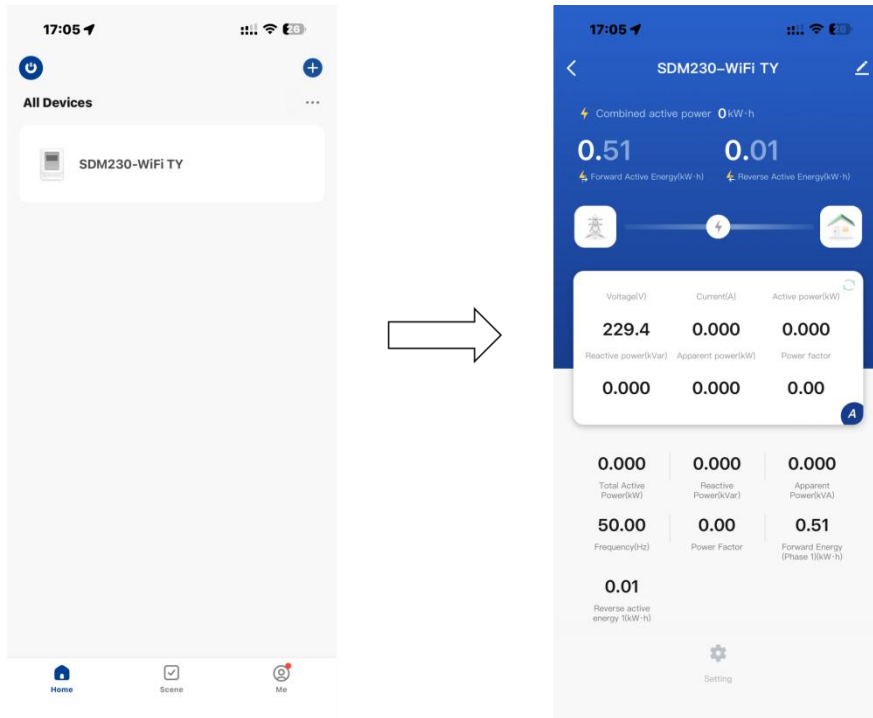 17:05
26
All Devices
SDM230-WiFi TY
Home
Scene
Me
17:05
26
SDM230-WiFi TY
Combined active power 0kW·h
0.51
0.01
Forward Active Energy(kW·h)
Reverse Active Energy(kW·h)
Voltage(V)
Current(A)
Active power(kW)
229.4
0.000
0.000
Reactive power(kVar)
Apparent power(kW)
Power factor
0.000
0.000
0.00
A
0.000
0.000
0.000
Total Active
Power(kW)
Reactive
Power(kVar)
Apparent
Power(kVA)
50.00
0.00
0.51
Frequency(Hz)
Power Factor
Forward Energy
(Phase 1)(kW·h)
0.01
Reverse active
energy 1(kW·h)
Setting